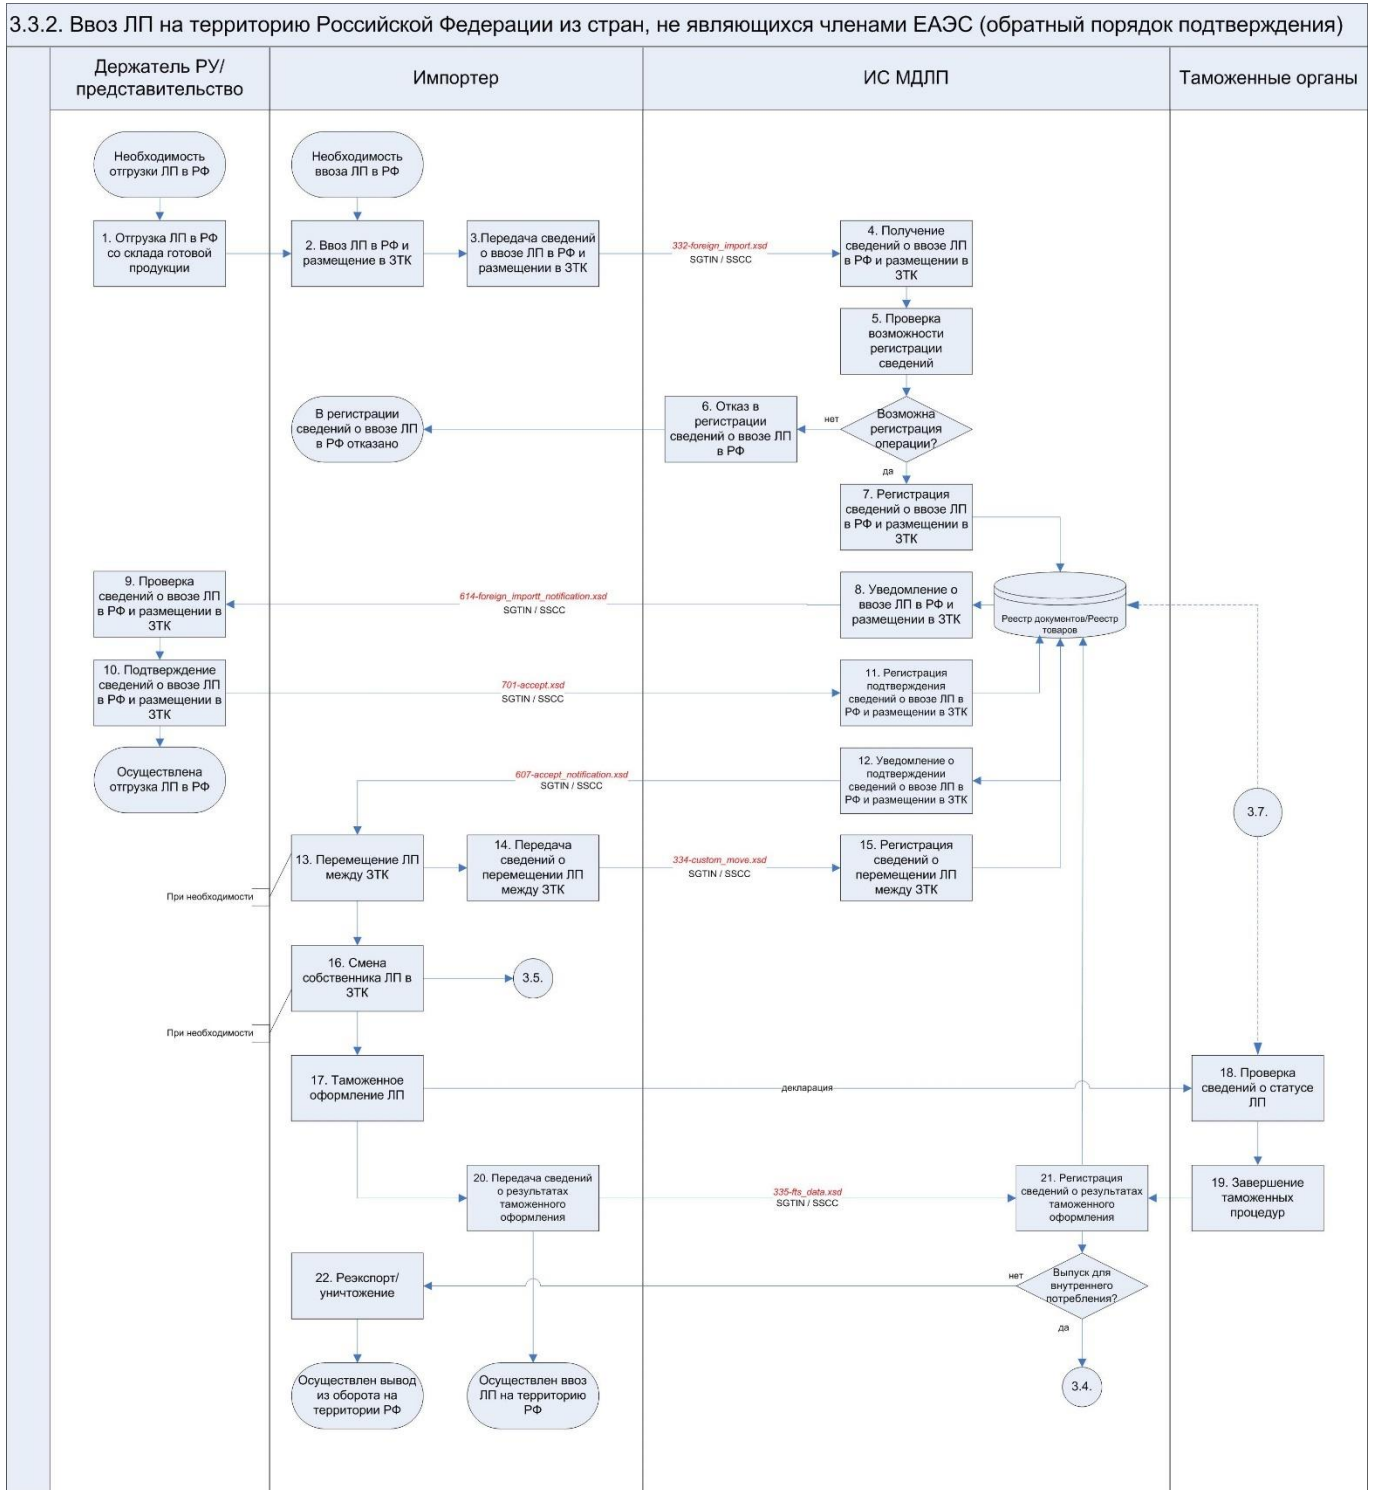 3.3.2. Ввоз ЛП на территорию Российской Федерации из стран, не являющихся членами ЕАЭС (обратный порядок подтверждения)
Держатель РУ/
представительство
Импортер
ИС МДЛП
Таможенные органы
Необходимость
отгрузки ЛП в РФ
Необходимость
ввоза ЛП в РФ
1. Отгрузка ЛП в РФ
со склада готовой
продукции
2. Ввоз ЛП в РФ и
размещение в ЗТК
3.Передача сведений
о ввозе ЛП в РФ и
размещении в ЗТК
332-foreign_import.xsd
SGTIN / SSCC
4. Получение
сведений о ввозе ЛП
в РФ и размещении в
ЗТК
5. Проверка
возможности
регистрации
сведений
В регистрации
сведений о ввозе ЛП
в РФ отказано
6. Отказ в
регистрации
сведений о ввозе ЛП
в РФ
нет
Возможна
регистрация
операции?
да
7. Регистрация
сведений о ввозе ЛП
в РФ и размещении в
ЗТК
9. Проверка
сведений о ввозе ЛП
в РФ и размещении в
ЗТК
614-foreign_importt_notification.xsd
SGTIN / SSCC
8. Уведомление о
ввозе ЛП в РФ и
размещении в ЗТК
Реестр документов/Реестр
товаров
10. Подтверждение
сведений о ввозе ЛП
в РФ и размещении в
ЗТК
701-accept.xsd
SGTIN / SSCC
11. Регистрация
подтверждения
сведений о ввозе ЛП в
РФ и размещении в ЗТК
Осуществлена
отгрузка ЛП в РФ
607-accept_notification.xsd
SGTIN / SSCC
12. Уведомление о
подтверждении
сведений о ввозе ЛП в
РФ и размещении в ЗТК
3.7.
13. Перемещение ЛП
между ЗТК
14. Передача
сведений о
перемещении ЛП
между ЗТК
334-custom_move.xsd
SGTIN / SSCC
15. Регистрация
сведений о
перемещении ЛП
между ЗТК
При необходимости
16. Смена
собственника ЛП в
ЗТК
3.5.
При необходимости
17. Таможенное
оформление ЛП
декларация
18. Проверка
сведений о статусе
ЛП
20. Передача сведений
о результатах
таможенного
оформления
335-fts_data.xsd
SGTIN / SSCC
21. Регистрация
сведений о результатах
таможенного
оформления
19. Завершение
таможенных
процедур
22. Реэкспорт/
уничтожение
нет
Выпуск для
внутреннего
потребления?
да
Осуществлен вывод
из оборота на
территории РФ
Осуществлен ввоз
ЛП на территорию
РФ
3.4.